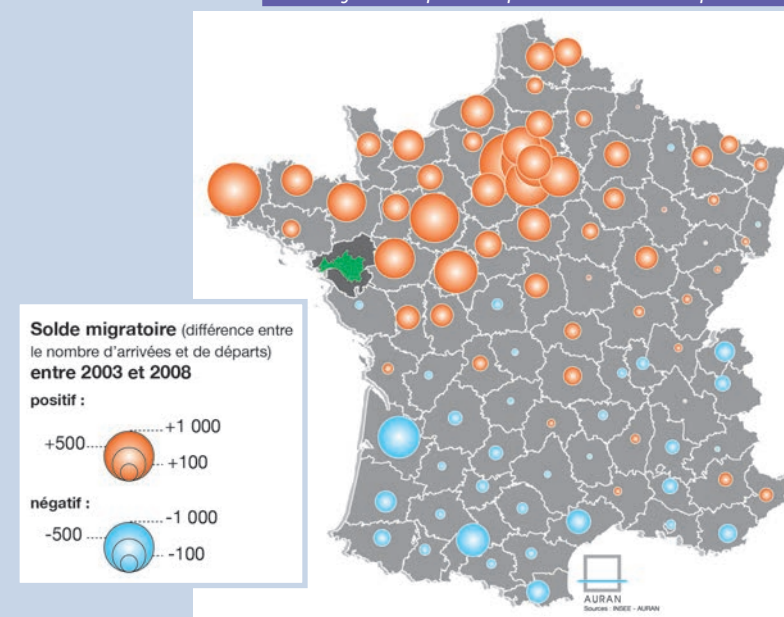 Solde migratoire (différence entre
le nombre d'arrivées et de départs)
entre 2003 et 2008
positif :
+1 000
+500
+100
négatif :
-1 000
-500
-100
AURAN
Sources : INSEE - AURAN